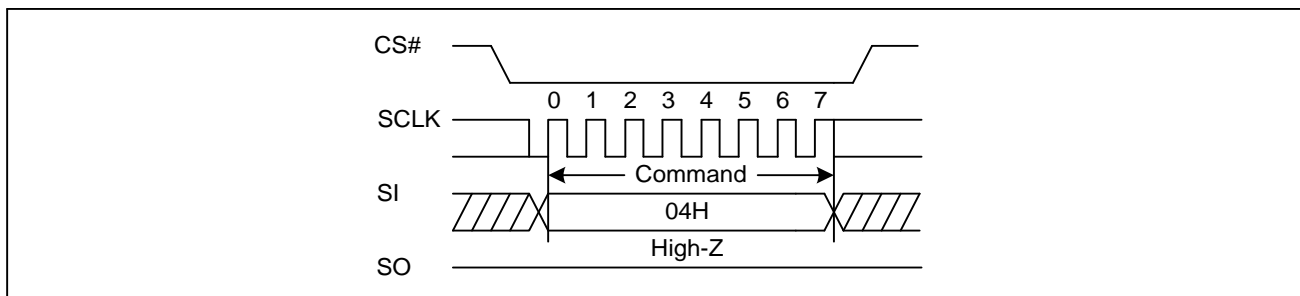 CS#
0 1 2 3 4 5 6 7
SCLK
Command
SI
04H
High-Z
SO